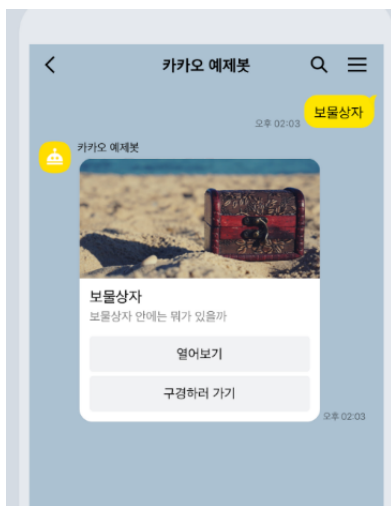 카카오 예제봇
보물상자
오후 02:03
카카오 예제봇
보물상자
보물상자 안에는 뭐가 있을까
열어보기
구경하러 가기
오후 02:03